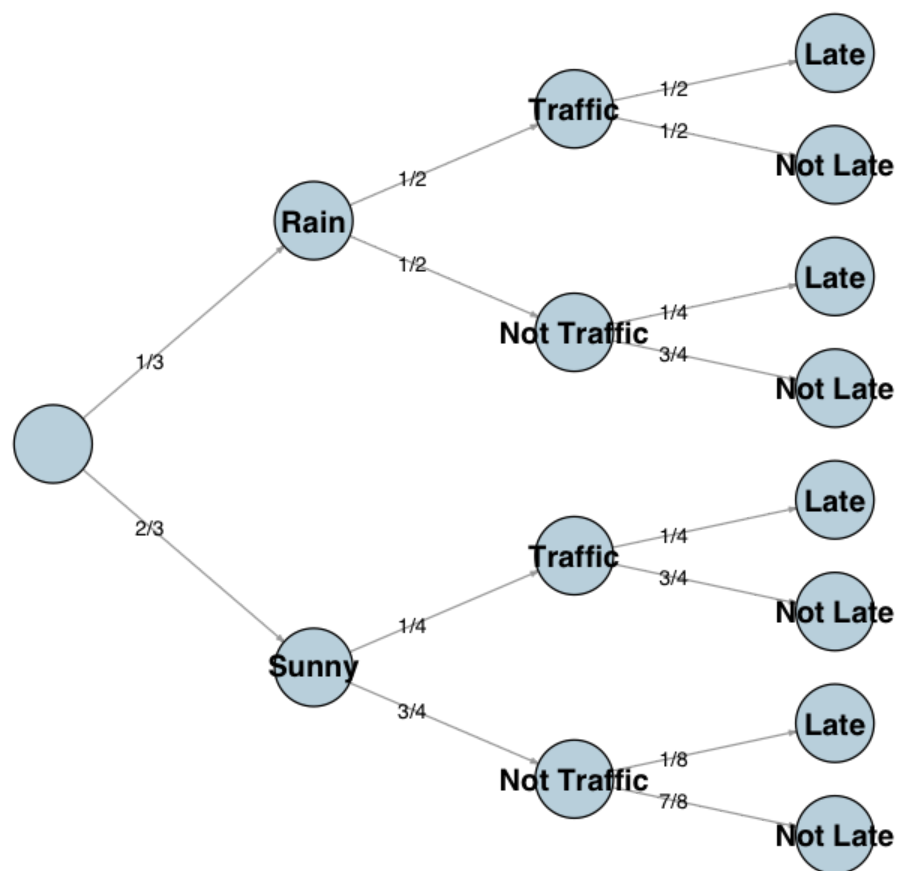 Late
1/2
Traffic
1/2
Not Late
1/2
Rain
1/2
Late
1/4
Not Traffic
3/4
Not Late
1/3
2/3
Late
1/4
Traffic
3/4
Not Late
1/4
Sunny
3/4
Late
1/8
Not Traffic
7/8
Not Late